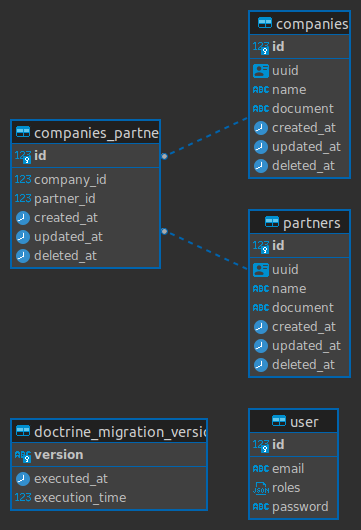 companies
123 id
uuid
ABC name
ABC document
created_at
updated_at
deleted_at
companies_partne
123 id
123 company_id
123 partner_id
created_at
updated_at
deleted_at
partners
123 id
uuid
ABC name
ABC document
created_at
updated_at
deleted_at
doctrine_migration_versio
ABC version
executed_at
123 execution_time
user
123 id
ABC email
JSON roles
ABC password